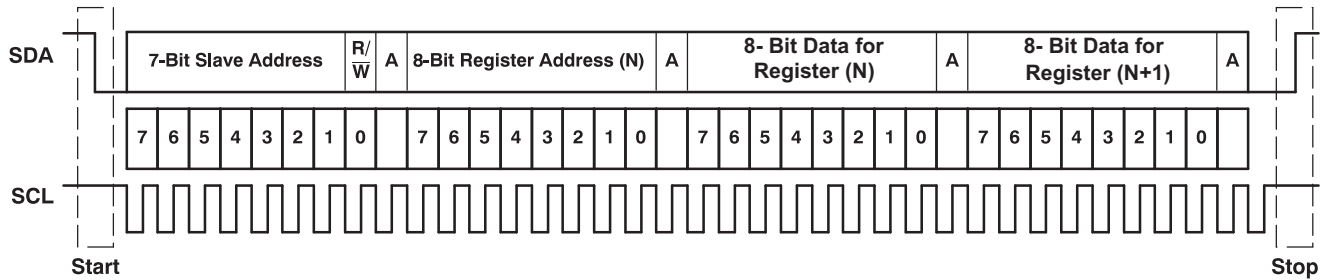 SDA
7-Bit Slave Address
R/
W
A
8-Bit Register Address (N)
A
8- Bit Data for
Register (N)
A
8- Bit Data for
Register (N+1)
A
7 6 5 4 3 2 1 0 7 6 5 4 3 2 1 0 7 6 5 4 3 2 1 0 7 6 5 4 3 2 1 0
SCL
Start
Stop